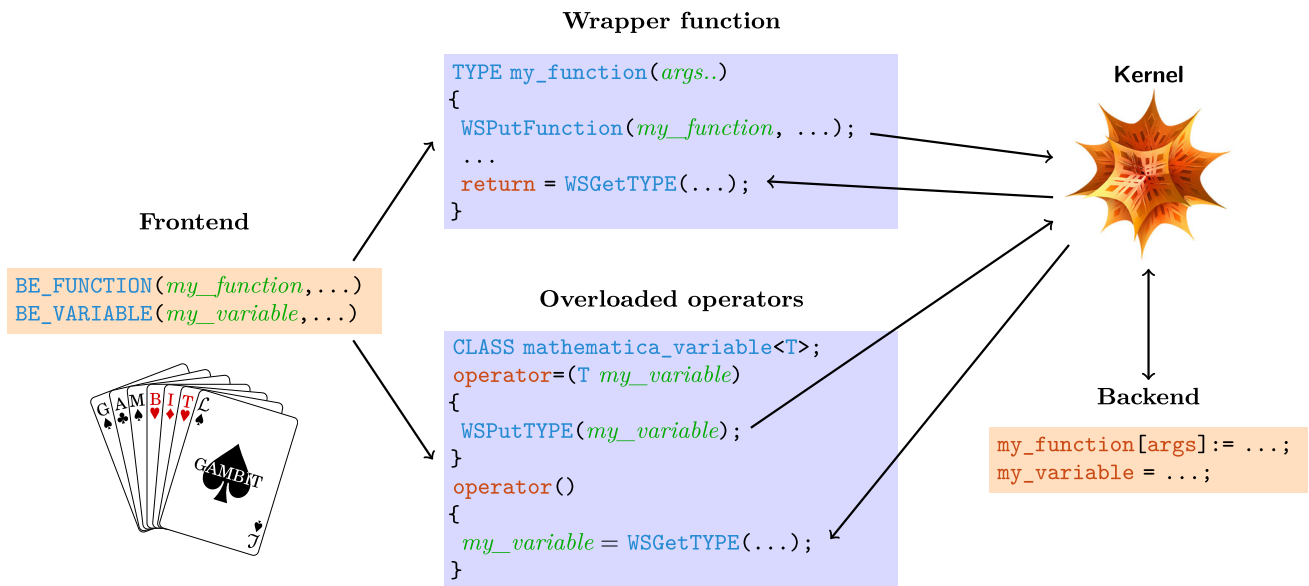 Wrapper function
TYPE my_function(args..)
{
WSPutFunction(my_function, ...);
...
return = WSGetTYPE(...);
}
Kernel
Frontend
BE_FUNCTION(my_function,...)
BE_VARIABLE(my_variable,...)
G A M B I T ℒ
GAMBIT
ℒ
Overloaded operators
CLASS mathematica_variable<T>;
operator=(T my_variable)
{
WSPutTYPE(my_variable);
}
operator()
{
my_variable = WSGetTYPE(...);
}
Backend
my_function[args]:= ...;
my_variable = ...;